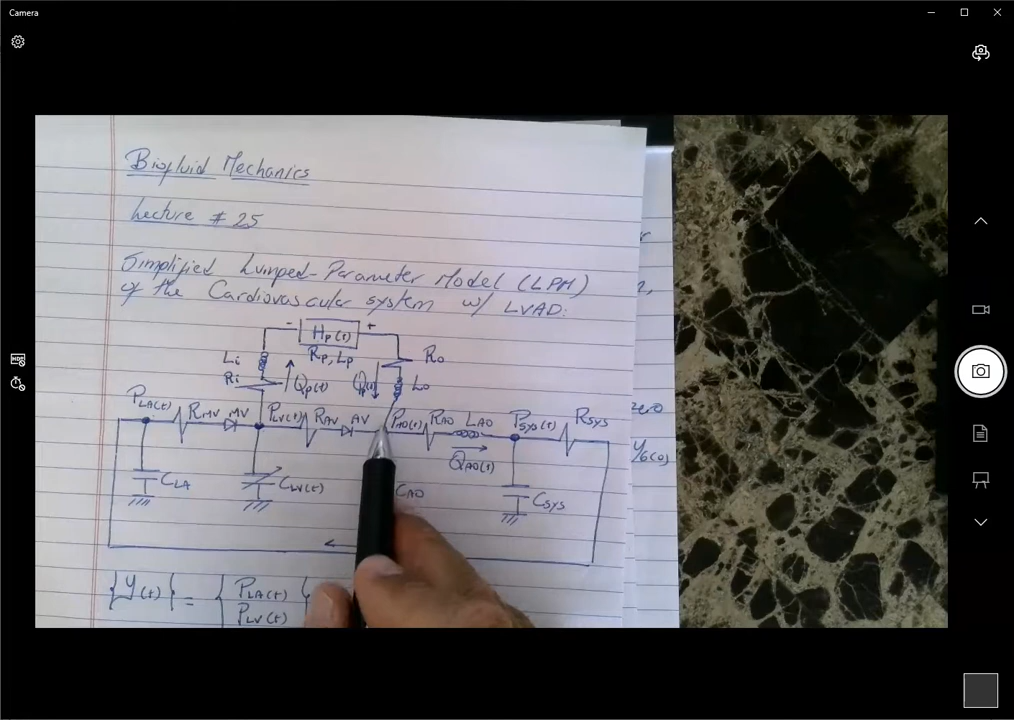 Camera
Biofluid Mechanics
Lecture # 25
Simplified Lumped-Parameter Model (LPM)
of the Cardiovascular system w/ LVAD:
- Hp(t) +
Li Rp, Lp Ro
Ri Qp(t) Qp(t) Lo
PLA(t) RMV MV PLV(t) RAV AV PAO(t) RAO LAO PSYS(t) RSYS
QAO(t)
CLA CLV(t) CAO CSYS
{Y(t)} = { PLA(t)
PLV(t)
zero